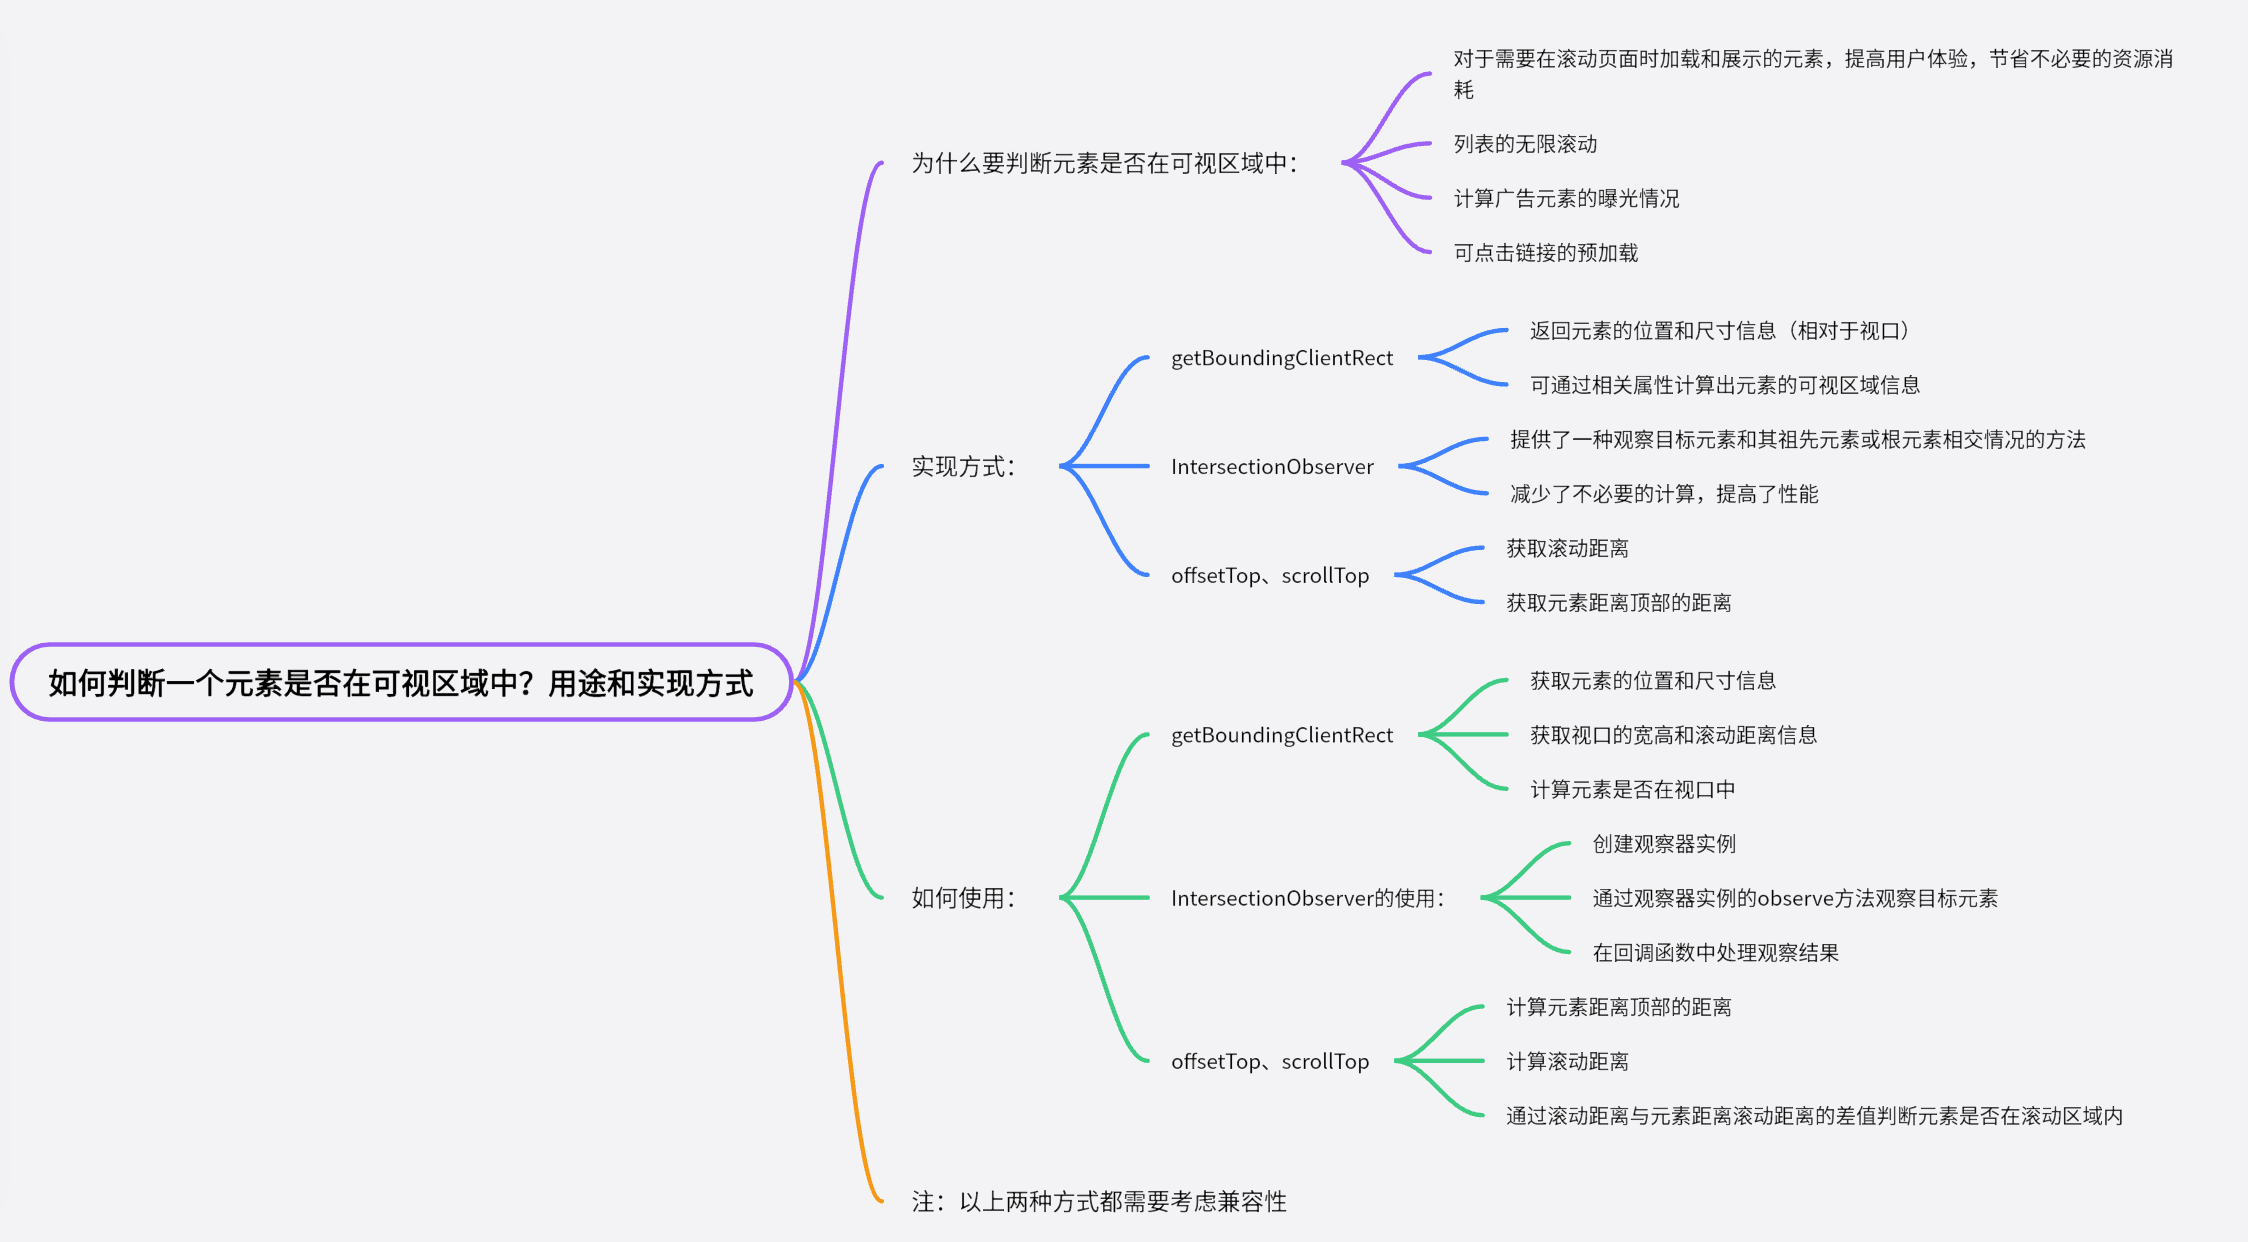 如何判断一个元素是否在可视区域中？用途和实现方式
为什么要判断元素是否在可视区域中：
对于需要在滚动页面时加载和展示的元素，提高用户体验，节省不必要的资源消
耗
列表的无限滚动
计算广告元素的曝光情况
可点击链接的预加载
实现方式：
getBoundingClientRect
返回元素的位置和尺寸信息（相对于视口）
可通过相关属性计算出元素的可视区域信息
IntersectionObserver
提供了一种观察目标元素和其祖先元素或根元素相交情况的方法
减少了不必要的计算，提高了性能
offsetTop、scrollTop
获取滚动距离
获取元素距离顶部的距离
如何使用：
getBoundingClientRect
获取元素的位置和尺寸信息
获取视口的宽高和滚动距离信息
计算元素是否在视口中
IntersectionObserver的使用：
创建观察器实例
通过观察器实例的observe方法观察目标元素
在回调函数中处理观察结果
offsetTop、scrollTop
计算元素距离顶部的距离
计算滚动距离
通过滚动距离与元素距离滚动距离的差值判断元素是否在滚动区域内
注：以上两种方式都需要考虑兼容性